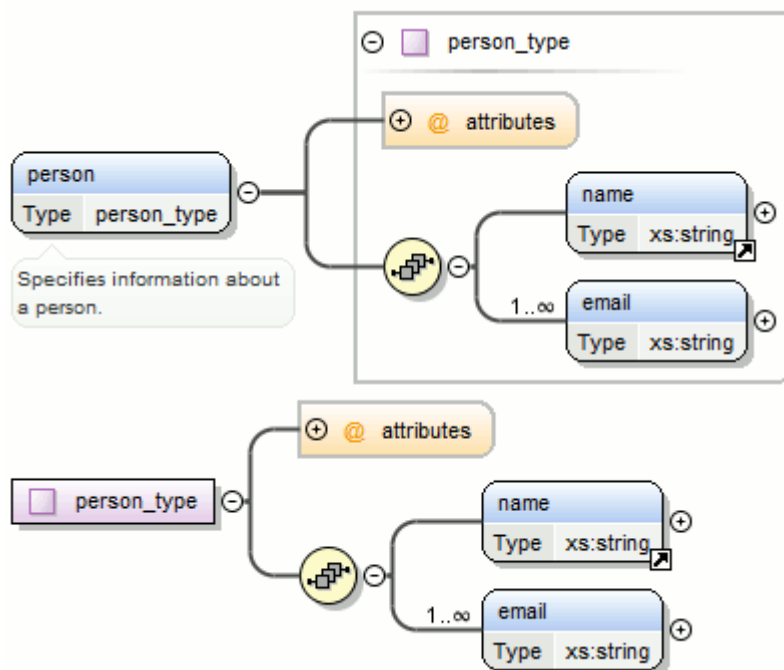 person_type
@ attributes
person
Type person_type
Specifies information about
a person.
name
Type xs:string
1..∞
email
Type xs:string
@ attributes
person_type
name
Type xs:string
1..∞
email
Type xs:string